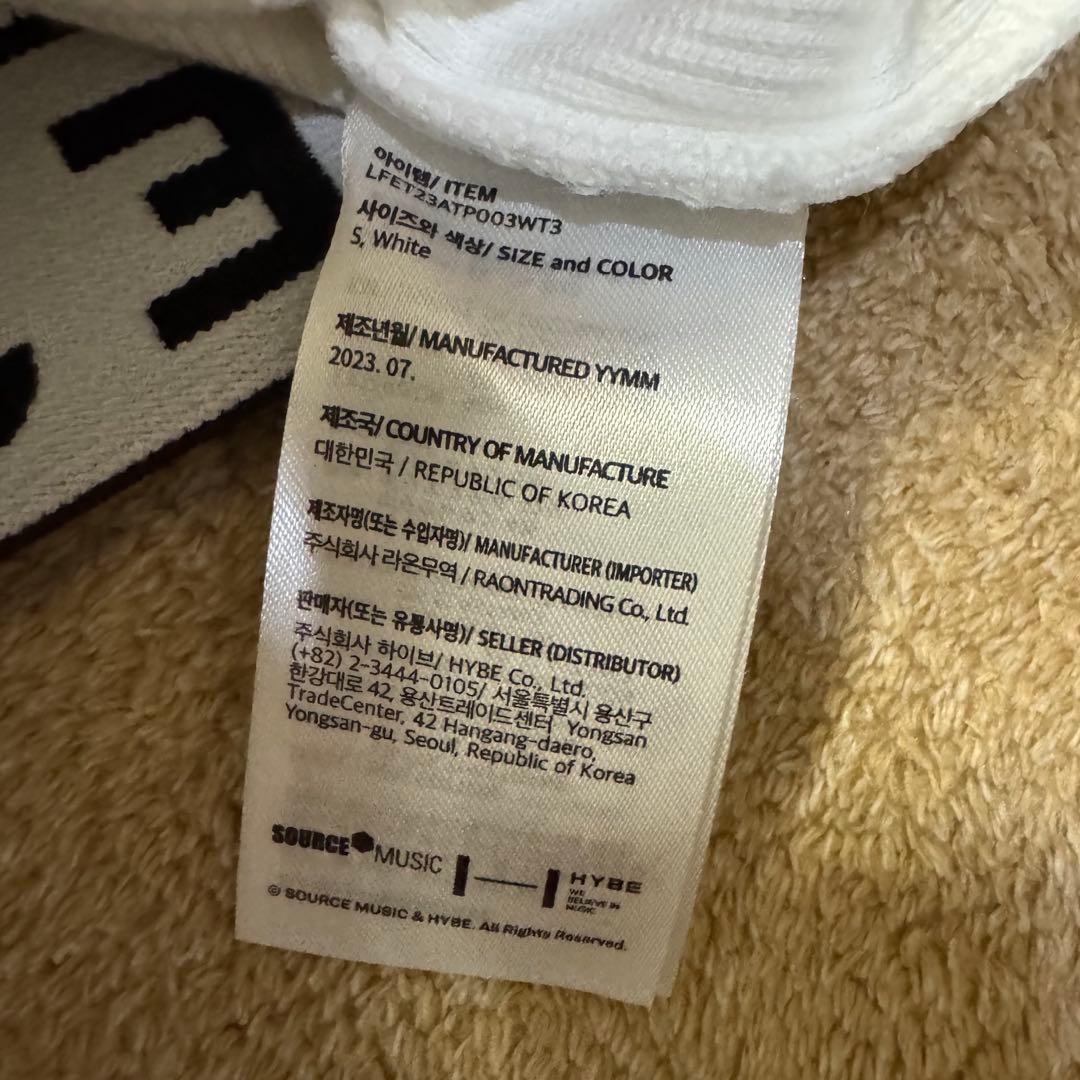 아이템/ ITEM
LFET23ATP003WT3
사이즈와 색상/ SIZE and COLOR
S, White
제조년월/ MANUFACTURED YYMM
2023. 07.
제조국/ COUNTRY OF MANUFACTURE
대한민국 / REPUBLIC OF KOREA
제조자명(또는 수입자명)/ MANUFACTURER (IMPORTER)
주식회사 라온무역 / RAONTRADING Co., Ltd.
판매자(또는 유통사명)/ SELLER (DISTRIBUTOR)
주식회사 하이브/ HYBE Co., Ltd.
(+82) 2-3444-0105/ 서울특별시 용산구
한강대로 42, 용산트레이드센터 Yongsan
TradeCenter, 42 Hangang-daero,
Yongsan-gu, Seoul, Republic of Korea
SOURCE MUSIC
HYBE
WE
BELIEVE IN
MUSIC
© SOURCE MUSIC & HYBE. All Rights Reserved.